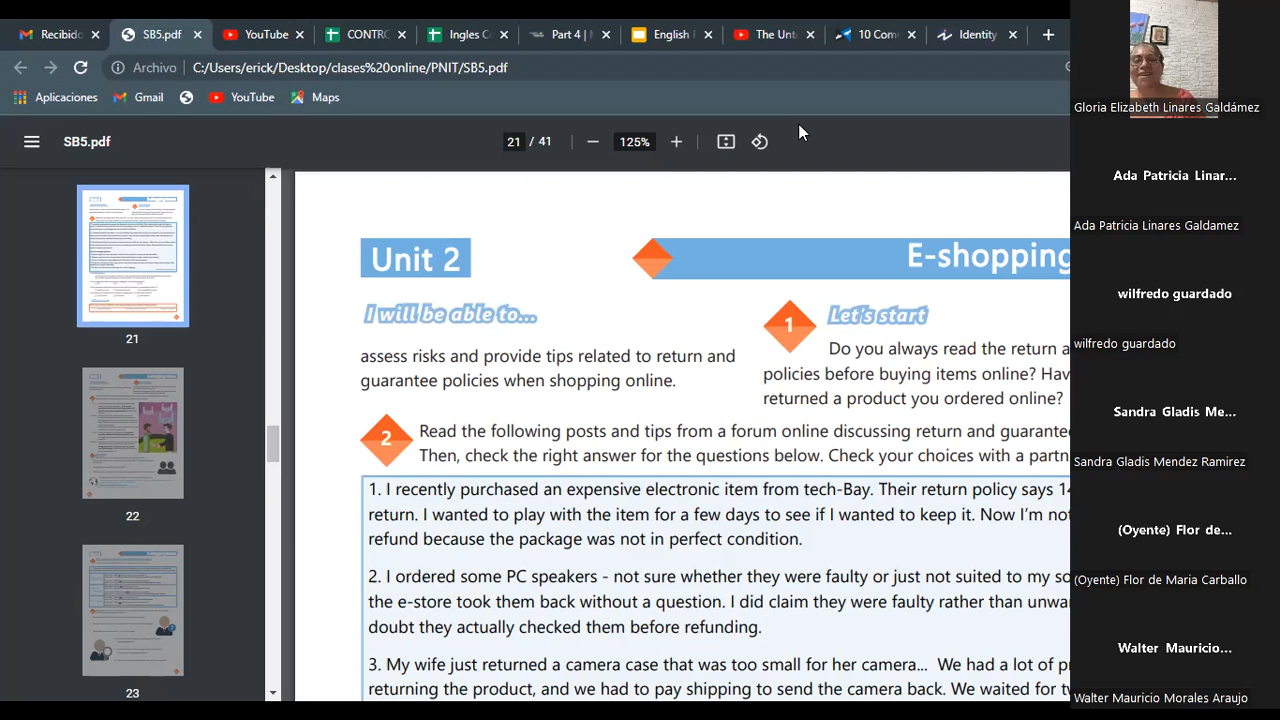 Recibido
SB5.pdf
YouTube
CONTRO
Ingles Co
Part 4 |
English
The Unt
10 Com
Identity
Archivo
C:/Users/erick/Desktop/clases%20online/PNIT/SB5.pdf
Aplicaciones
Gmail
YouTube
Maps
SB5.pdf
21 / 41
125%
21
22
23
Unit 2
E-shopping
I will be able to...
assess risks and provide tips related to return and
guarantee policies when shopping online.
1
Let's start
Do you always read the return a
policies before buying items online? Hav
returned a product you ordered online?
2
Read the following posts and tips from a forum online discussing return and guarante
Then, check the right answer for the questions below. Check your choices with a partn
1. I recently purchased an expensive electronic item from tech-Bay. Their return policy says 14
return. I wanted to play with the item for a few days to see if I wanted to keep it. Now I'm not
refund because the package was not in perfect condition.
2. I ordered some PC speakers - not sure whether they were faulty or just not suited to my so
the e-store took them back without a question. I did claim they were faulty rather than unwa
doubt they actually checked them before refunding.
3. My wife just returned a camera case that was too small for her camera... We had a lot of pr
returning the product, and we had to pay shipping to send the camera back. We waited for tw
Gloria Elizabeth Linares Galdámez
Ada Patricia Linar...
Ada Patricia Linares Galdamez
wilfredo guardado
wilfredo guardado
Sandra Gladis Me...
Sandra Gladis Mendez Ramirez
(Oyente) Flor de...
(Oyente) Flor de Maria Carballo
Walter Mauricio...
Walter Mauricio Morales Araujo